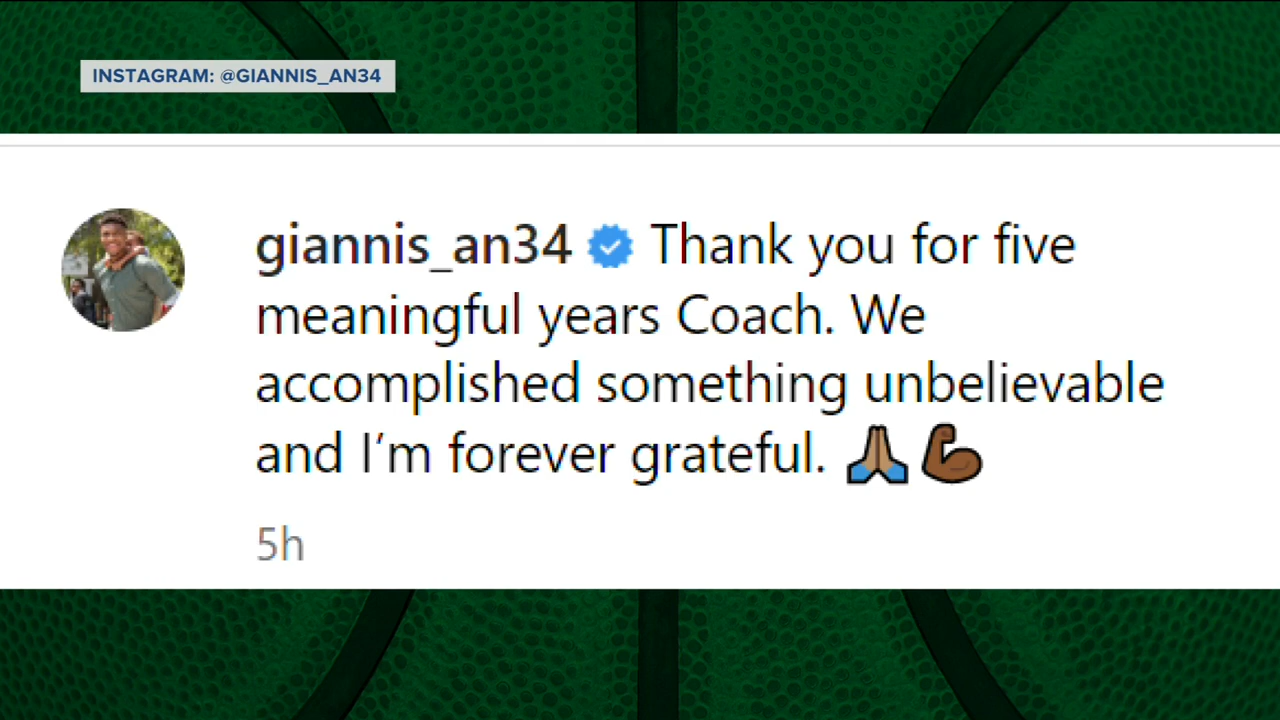 INSTAGRAM: @GIANNIS_AN34
giannis_an34 Thank you for five
meaningful years Coach. We
accomplished something unbelievable
and I'm forever grateful. 🙏🏽💪🏾
5h